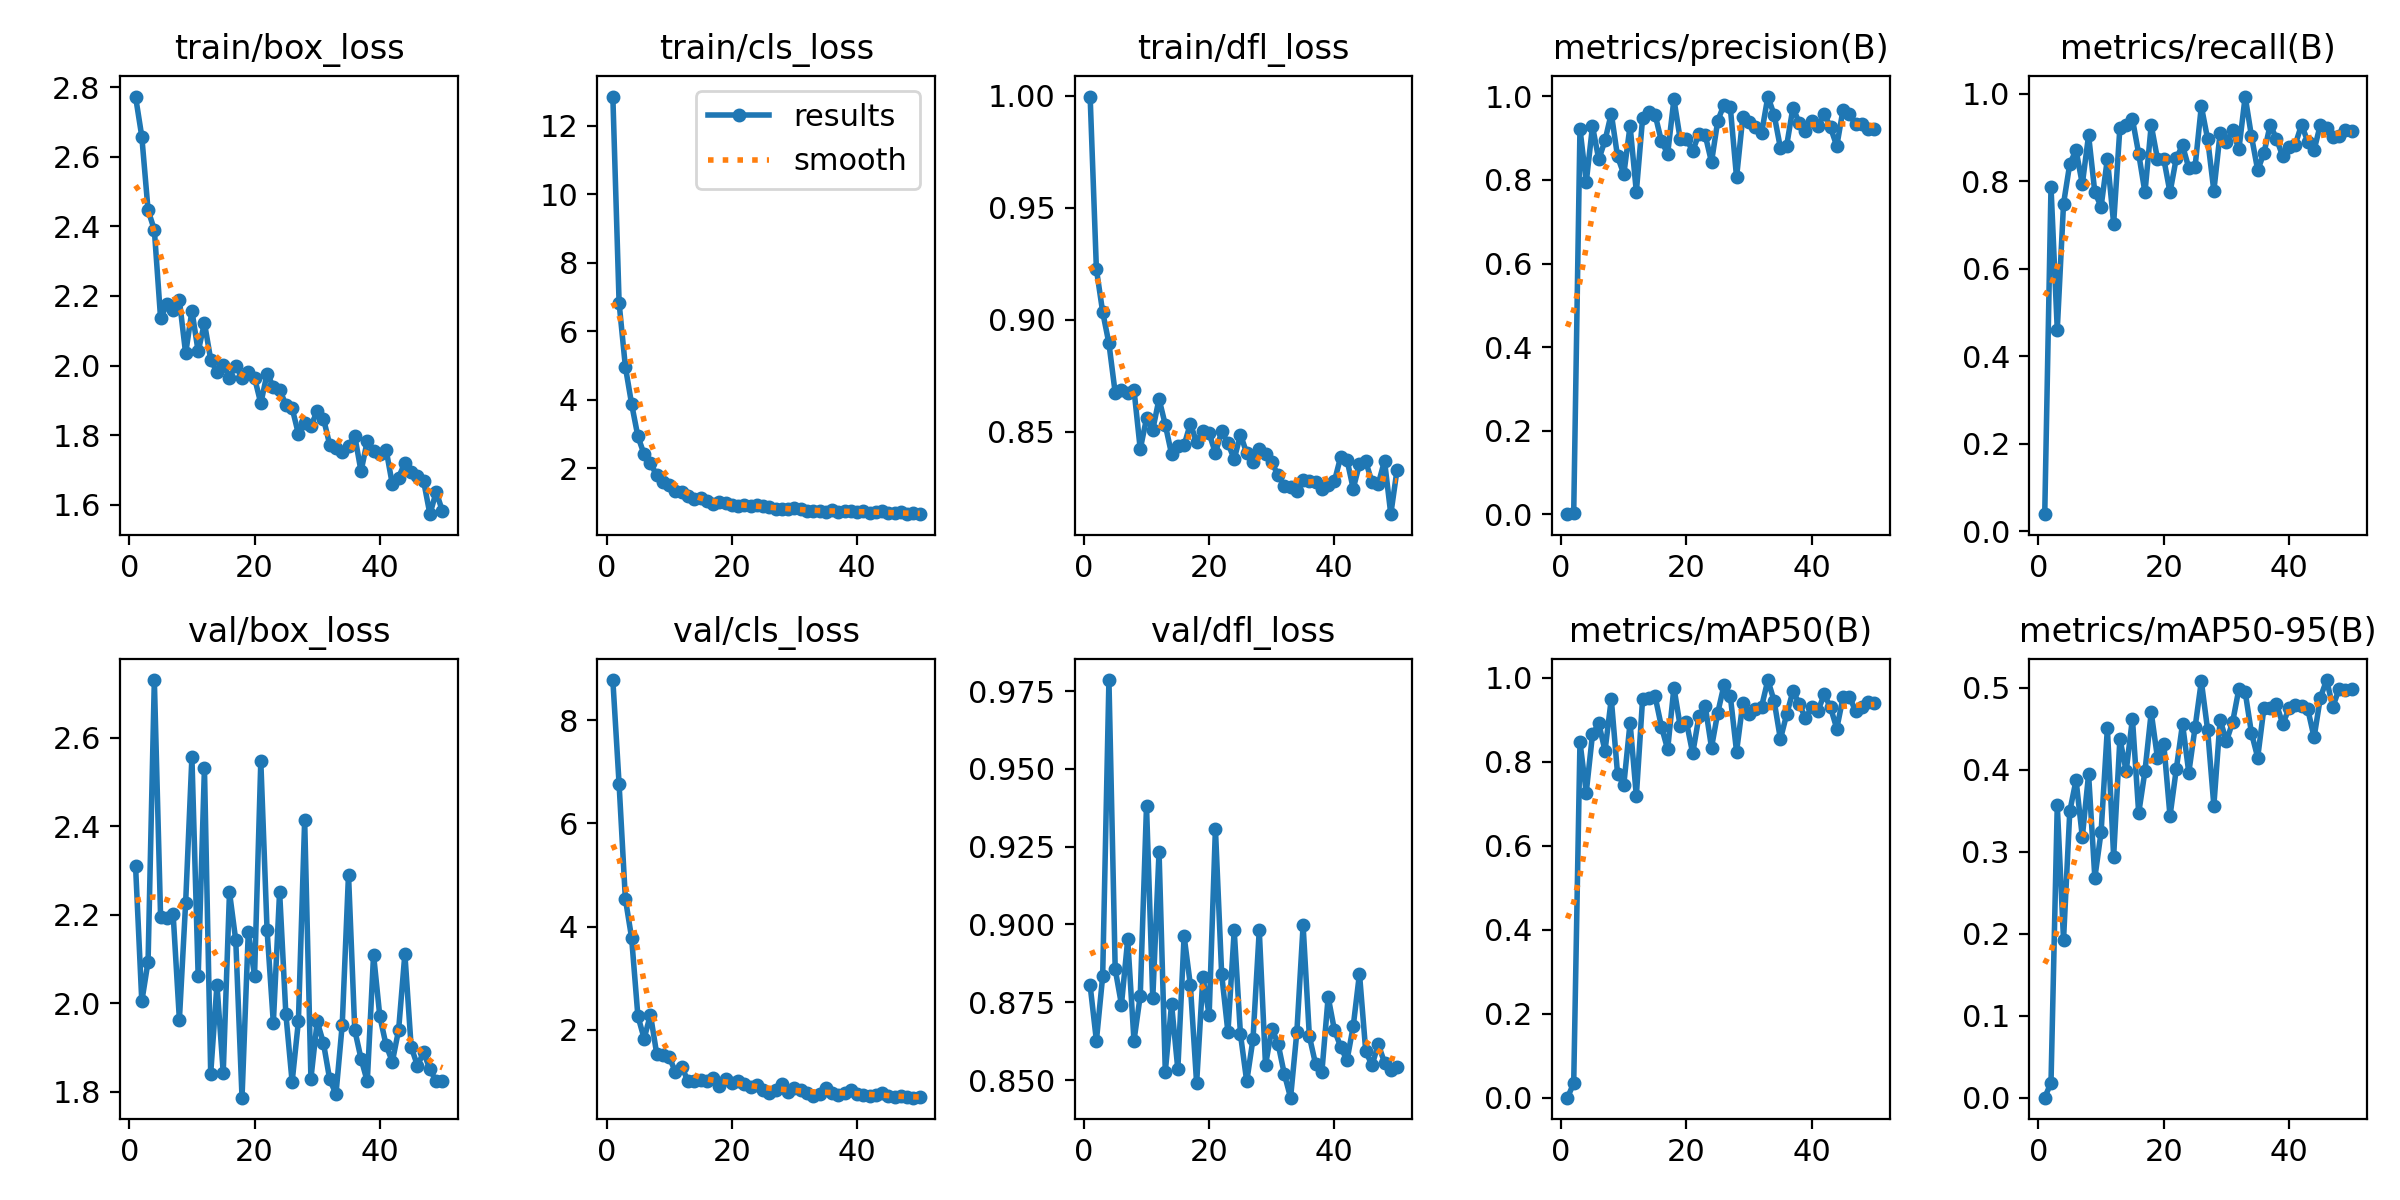 train/box_loss
train/cls_loss
train/dfl_loss
metrics/precision(B)
metrics/recall(B)
2.8
2.6
2.4
2.2
2.0
1.8
1.6
0 20 40
results
smooth
12
10
8
6
4
2
0 20 40
1.00
0.95
0.90
0.85
0 20 40
1.0
0.8
0.6
0.4
0.2
0.0
0 20 40
1.0
0.8
0.6
0.4
0.2
0.0
0 20 40
val/box_loss
val/cls_loss
val/dfl_loss
metrics/mAP50(B)
metrics/mAP50-95(B)
2.6
2.4
2.2
2.0
1.8
0 20 40
8
6
4
2
0 20 40
0.975
0.950
0.925
0.900
0.875
0.850
0 20 40
1.0
0.8
0.6
0.4
0.2
0.0
0 20 40
0.5
0.4
0.3
0.2
0.1
0.0
0 20 40